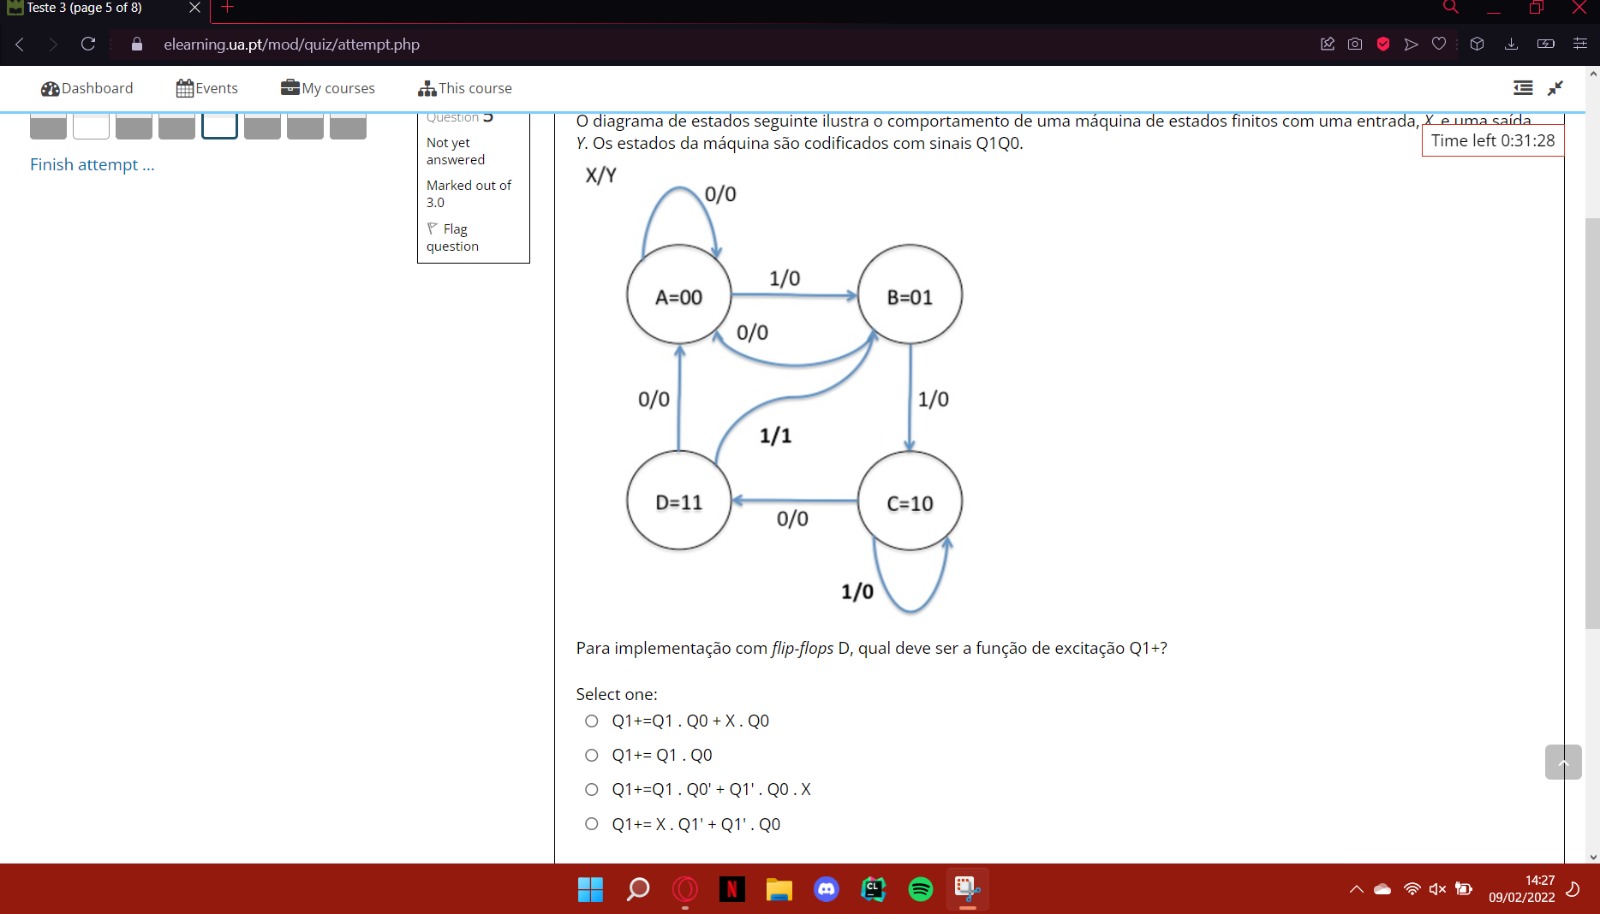 Teste 3 (page 5 of 8)
elearning.ua.pt/mod/quiz/attempt.php
Dashboard Events My courses This course
Question 5
Not yet
answered
Marked out of
3.0
Flag
question
Finish attempt ...
Time left 0:31:28
O diagrama de estados seguinte ilustra o comportamento de uma máquina de estados finitos com uma entrada, X, e uma saída
Y. Os estados da máquina são codificados com sinais Q1Q0.
X/Y
0/0
1/0
A=00
B=01
0/0
0/0
1/0
1/1
D=11
C=10
0/0
1/0
Para implementação com flip-flops D, qual deve ser a função de excitação Q1+?
Select one:
Q1+=Q1 . Q0 + X . Q0
Q1+= Q1 . Q0
Q1+=Q1 . Q0' + Q1' . Q0 . X
Q1+= X . Q1' + Q1' . Q0
N
CL
14:27
09/02/2022